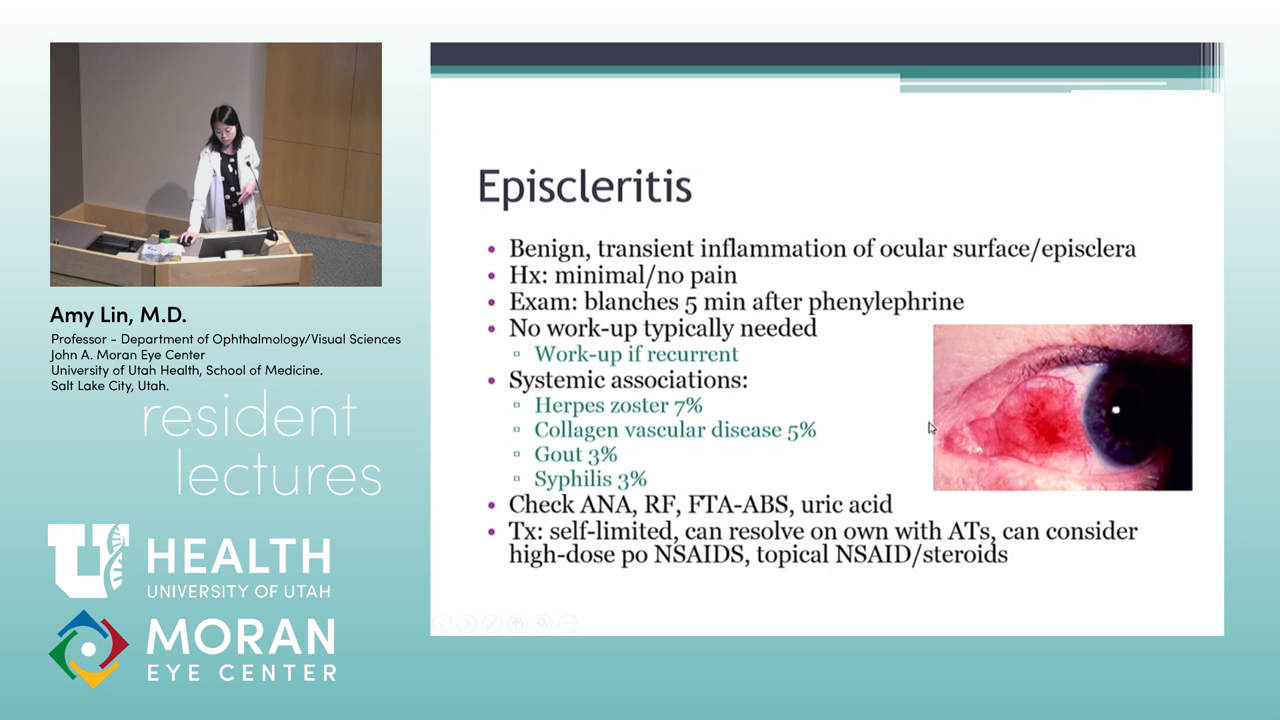 Amy Lin, M.D.
Professor - Department of Ophthalmology/Visual Sciences
John A. Moran Eye Center
University of Utah Health, School of Medicine.
Salt Lake City, Utah.
resident
lectures
U
HEALTH
UNIVERSITY OF UTAH
MORAN
EYE CENTER
Episcleritis
• Benign, transient inflammation of ocular surface/episclera
• Hx: minimal/no pain
• Exam: blanches 5 min after phenylephrine
• No work-up typically needed
▫ Work-up if recurrent
• Systemic associations:
▫ Herpes zoster 7%
▫ Collagen vascular disease 5%
▫ Gout 3%
▫ Syphilis 3%
• Check ANA, RF, FTA-ABS, uric acid
• Tx: self-limited, can resolve on own with ATs, can consider
high-dose po NSAIDS, topical NSAID/steroids